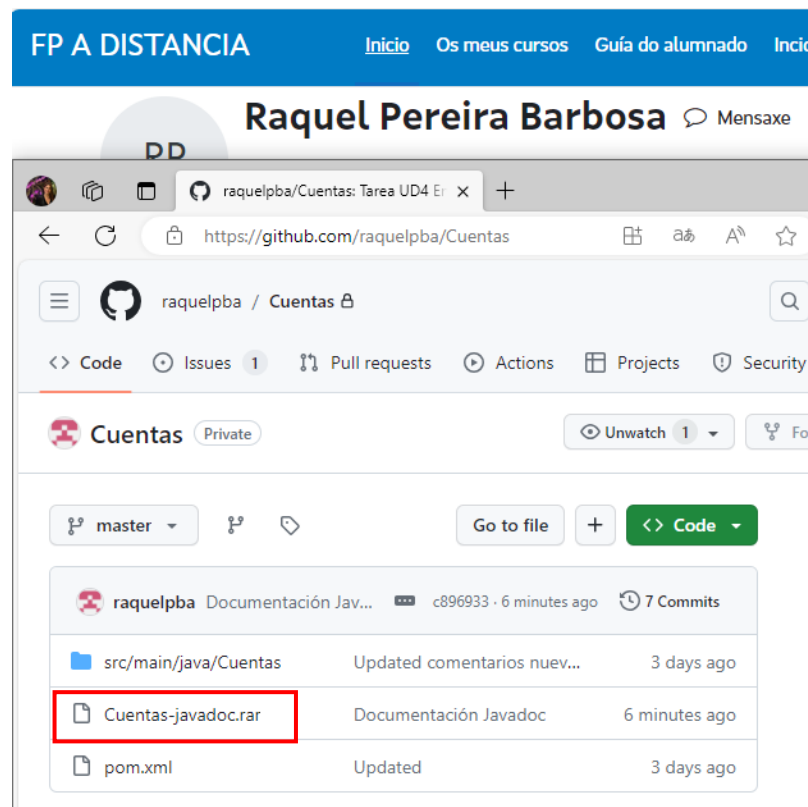 FP A DISTANCIA Inicio Os meus cursos Guía do alumnado
Raquel Pereira Barbosa Mensaxe
raquelpba/Cuentas: Tarea UD4
https://github.com/raquelpba/Cuentas
raquelpba / Cuentas
Code Issues 1 Pull requests Actions Projects Security
Cuentas Private Unwatch 1
master Go to file + Code
raquelpba Documentación Jav... c896933 · 6 minutes ago 7 Commits
src/main/java/Cuentas Updated comentarios nuev... 3 days ago
Cuentas-javadoc.rar Documentación Javadoc 6 minutes ago
pom.xml Updated 3 days ago